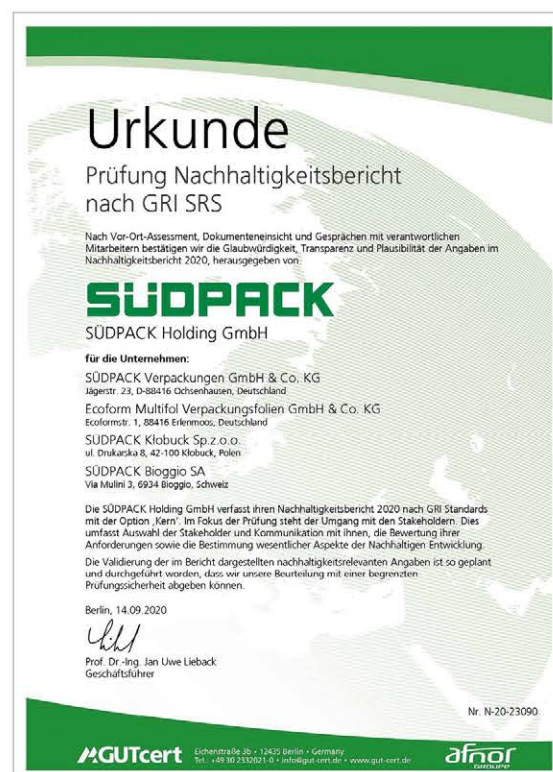 Urkunde
Prüfung Nachhaltigkeitsbericht
nach GRI SRS
Nach Vor-Ort-Assessment, Dokumenteneinsicht und Gesprächen mit verantwortlichen
Mitarbeitern bestätigen wir die Glaubwürdigkeit, Transparenz und Plausibilität der Angaben im
Nachhaltigkeitsbericht 2020, herausgegeben von:
SÜDPACK
SÜDPACK Holding GmbH
für die Unternehmen:
SÜDPACK Verpackungen GmbH & Co. KG
Jägerstr. 23, D-88416 Ochsenhausen, Deutschland
Ecoform Multifol Verpackungsfolien GmbH & Co. KG
Ecoformstr. 1, 88416 Erlenmoos, Deutschland
SÜDPACK Kłobuck Sp.z.o.o.
ul. Drukarska 8, 42-100 Kłobuck, Polen
SÜDPACK Bioggio SA
Via Mulini 3, 6934 Bioggio, Schweiz
Die SÜDPACK Holding GmbH verfasst ihren Nachhaltigkeitsbericht 2020 nach GRI Standards
mit der Option ‚Kern'. Im Fokus der Prüfung steht der Umgang mit den Stakeholdern. Dies
umfasst Auswahl der Stakeholder und Kommunikation mit ihnen, die Bewertung ihrer
Anforderungen sowie die Bestimmung wesentlicher Aspekte der Nachhaltigen Entwicklung.
Die Validierung der im Bericht dargestellten nachhaltigkeitsrelevanten Angaben ist so geplant
und durchgeführt worden, dass wir unsere Beurteilung mit einer begrenzten
Prüfungssicherheit abgeben können.
Berlin, 14.09.2020
Prof. Dr.-Ing. Jan Uwe Lieback
Geschäftsführer
Nr. N-20-23090
GUTcert
Eichenstraße 3b • 12435 Berlin • Germany
Tel.: +49 30 2332021-0 • info@gut-cert.de • www.gut-cert.de
afnor
GROUPE